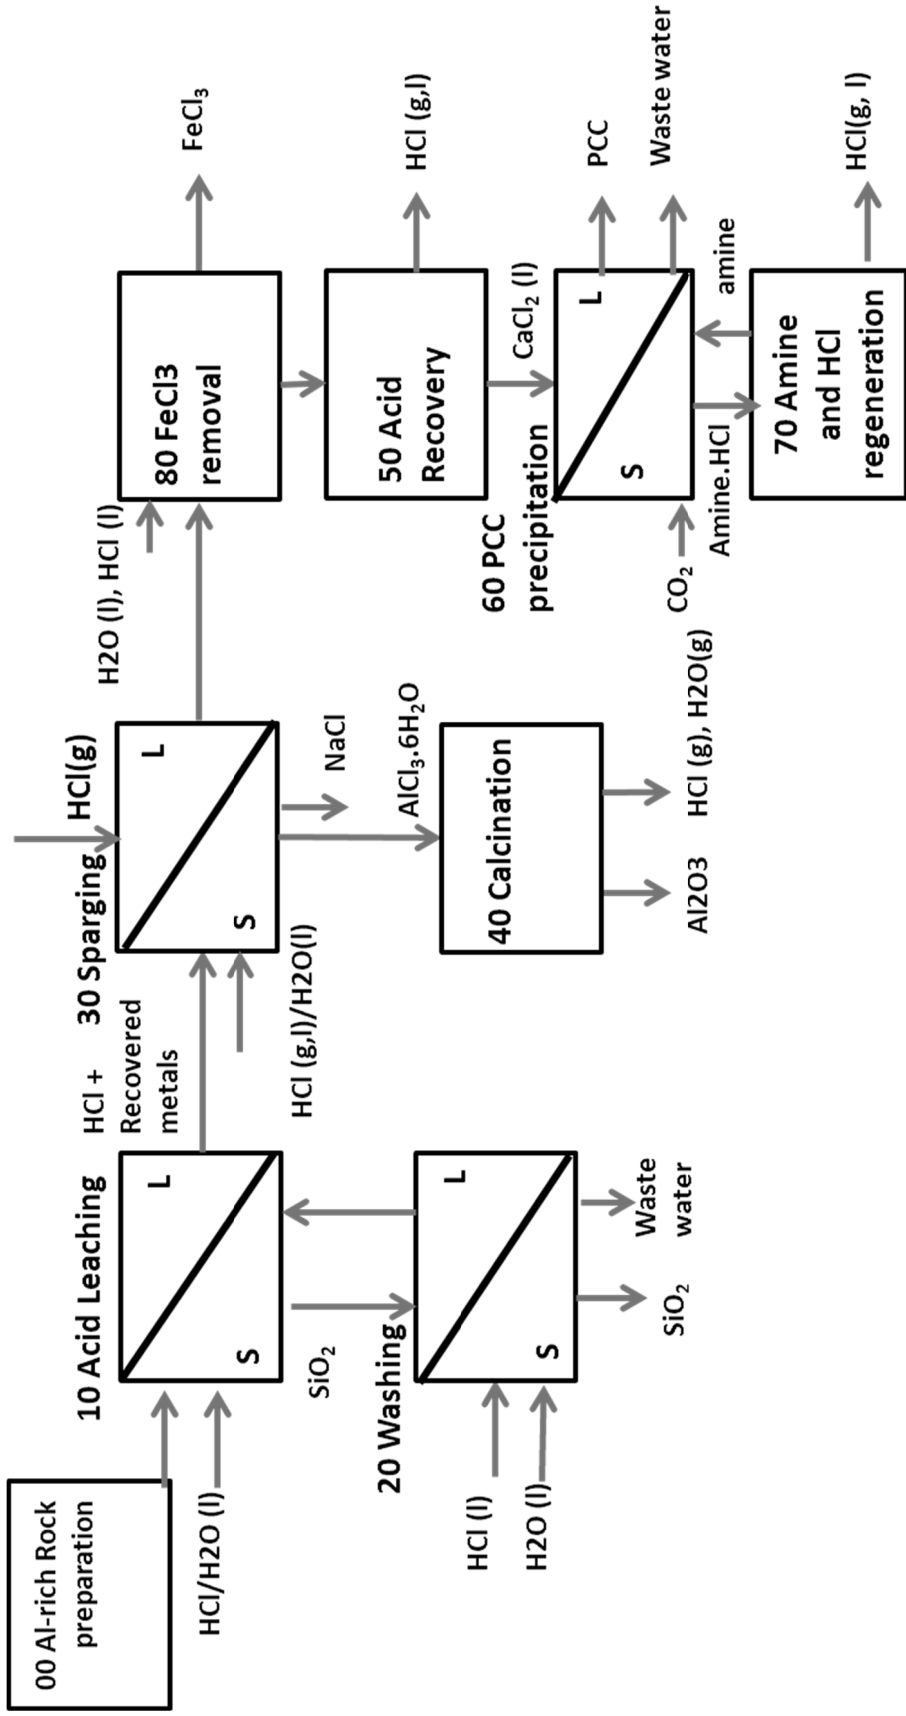 00 Al-rich Rock
preparation
HCl/H2O (l)
10 Acid Leaching
L
S
SiO₂
20 Washing
HCl (l)
H2O (l)
L
S
SiO₂
Waste
water
HCl +
Recovered
metals
30 Sparging
HCl(g)
L
S
HCl (g,l)/H2O(l)
NaCl
AlCl₃.6H₂O
40 Calcination
Al2O3
HCl (g), H2O(g)
H2O (l), HCl (l)
80 FeCl3
removal
FeCl₃
50 Acid
Recovery
HCl (g,l)
CaCl₂ (l)
60 PCC
precipitation
L
S
PCC
Waste water
CO₂
Amine.HCl
amine
70 Amine
and HCl
regeneration
HCl(g, l)